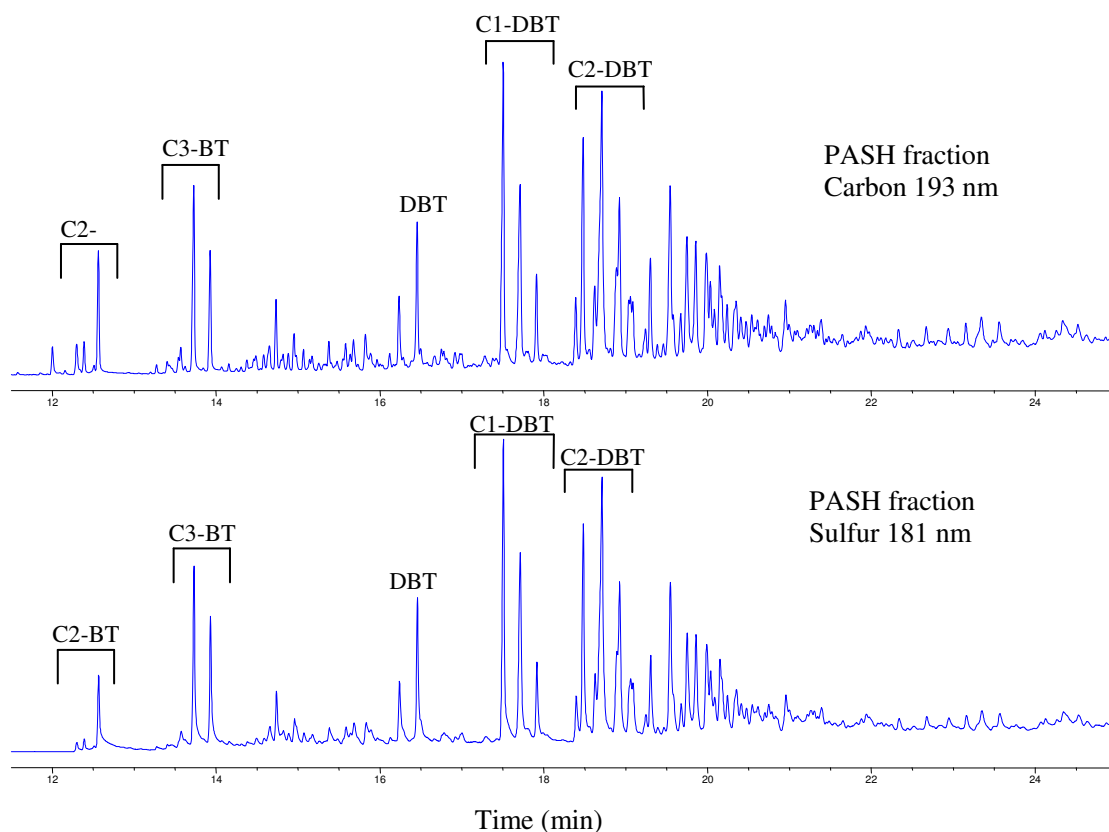 C1-DBT
C2-DBT
C3-BT
PASH fraction
Carbon 193 nm
DBT
C2-
12 14 16 18 20 22 24
C1-DBT
C2-DBT
PASH fraction
Sulfur 181 nm
C3-BT
DBT
C2-BT
12 14 16 18 20 22 24
Time (min)